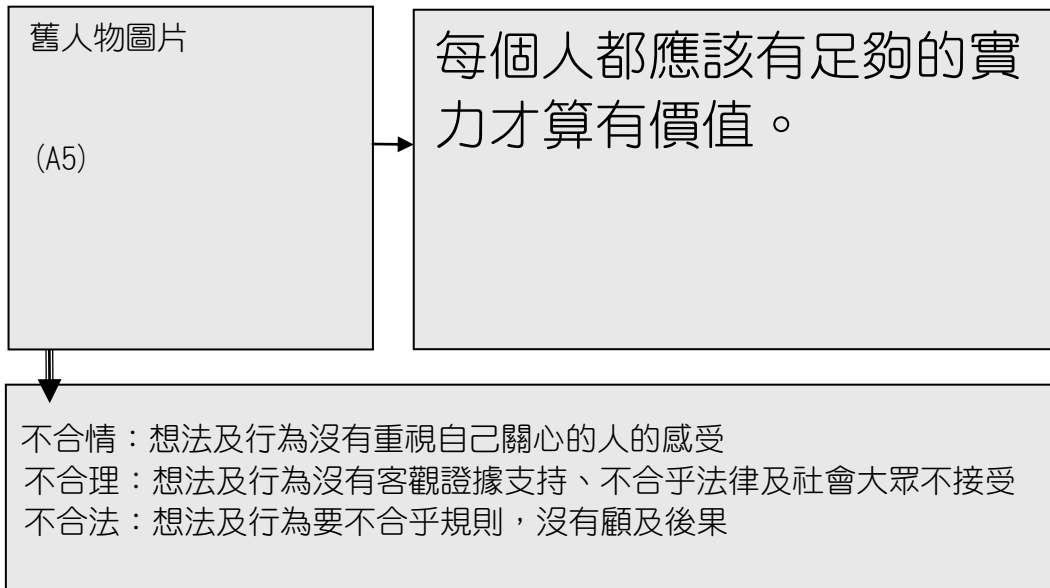 舊人物圖片
(A5)
每個人都應該有足夠的實
力才算有價值。
不合情：想法及行為沒有重視自己關心的人的感受
不合理：想法及行為沒有客觀證據支持、不合乎法律及社會大眾不接受
不合法：想法及行為要不合乎規則，沒有顧及後果